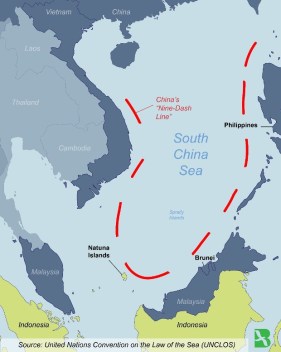 Vietnam
China
Laos
China's
"Nine-Dash
Line"
Thailand
Philippines
South
China
Sea
Cambodia
Spratly
Islands
Natuna
Islands
Brunei
Malaysia
Malaysia
Indonesia
Indonesia
Source: United Nations Convention on the Law of the Sea (UNCLOS)